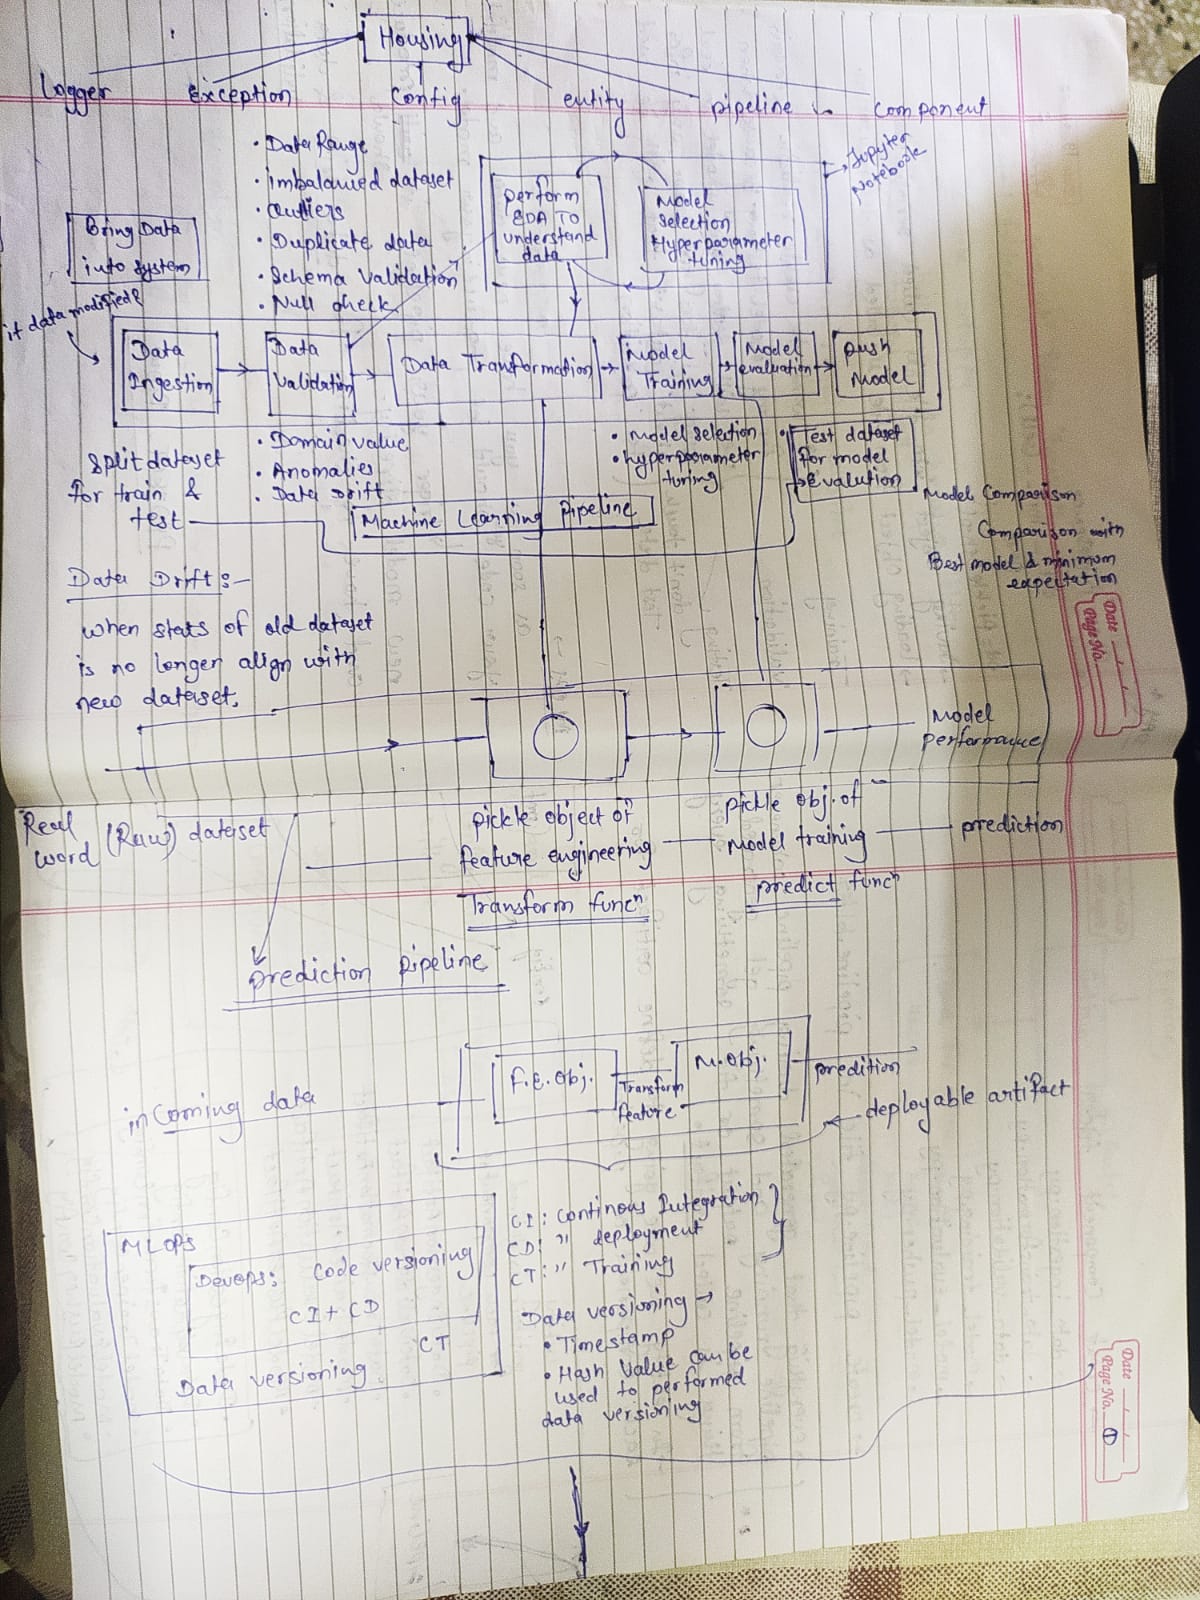 Housing
Logger Exception Config entity pipeline Component
• Data Range
• imbalanced dataset
• Outliers
• Duplicate data
• Schema Validation
• Null check
Bring Data
into system
if data modified?
perform
EDA TO
understand
data
Model
selection
Hyperparameter
tuning
Jupyter
Notebook
Data
Ingestion
Data
Validation
Data Transformation
Model
Training
Model
evaluation
push
Model
split dataset
for train &
test
• Domain value
• Anomalies
• Data Drift
• Model selection
• hyperparameter
tuning
• Test dataset
for model
Evalution
Model Comparison
Comparison with
Best model & minimum
expectation
Machine Learning Pipeline
Data Drift :-
when stats of old dataset
is no longer align with
new dataset.
Date
Page No.
Model
performance
Real
word (Raw) dataset
pickle object of
feature engineering
Transform funcⁿ
pickle obj. of
Model training
predict funcⁿ
prediction
prediction pipeline
incoming data
F.E. Obj.
Transform
feature
M. Obj.
predition
deployable artifact
MLOPS
Devops: Code versioning
CI + CD
CT
Data versioning
CI : Continous Integration
CD: " deployment
CT: " Training
Data versioning →
• Timestamp
• Hash Value can be
used to performed
data versioning
Date
Page No. 1